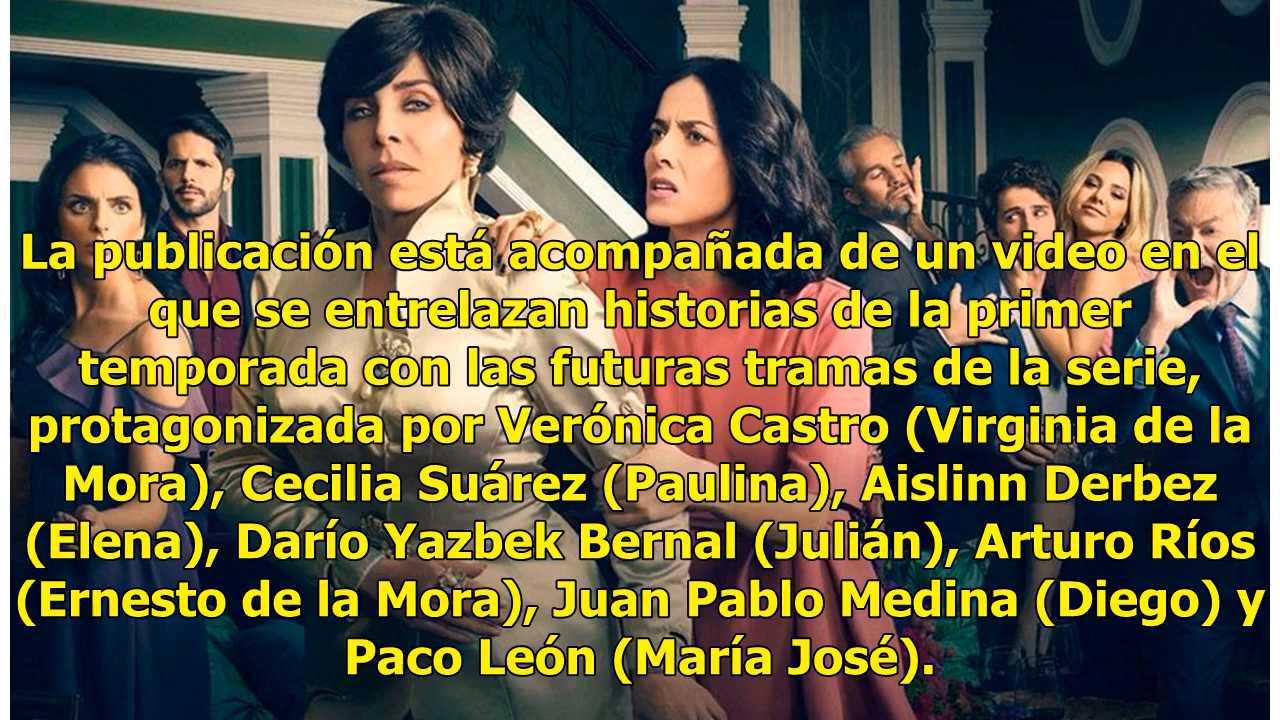 La publicación está acompañada de un video en el
que se entrelazan historias de la primer
temporada con las futuras tramas de la serie,
protagonizada por Verónica Castro (Virginia de la
Mora), Cecilia Suárez (Paulina), Aislinn Derbez
(Elena), Darío Yazbek Bernal (Julián), Arturo Ríos
(Ernesto de la Mora), Juan Pablo Medina (Diego) y
Paco León (María José).